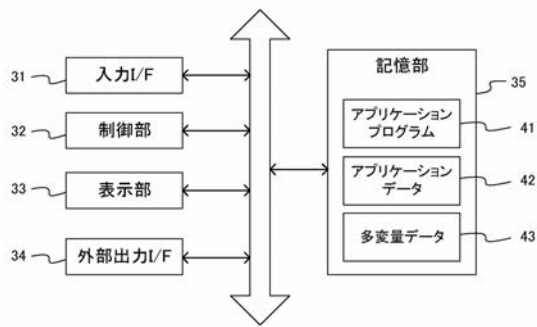 31
入力I/F
32
制御部
33
表示部
34
外部出力I/F
記憶部
35
アプリケーション
プログラム
41
アプリケーション
データ
42
多変量データ
43